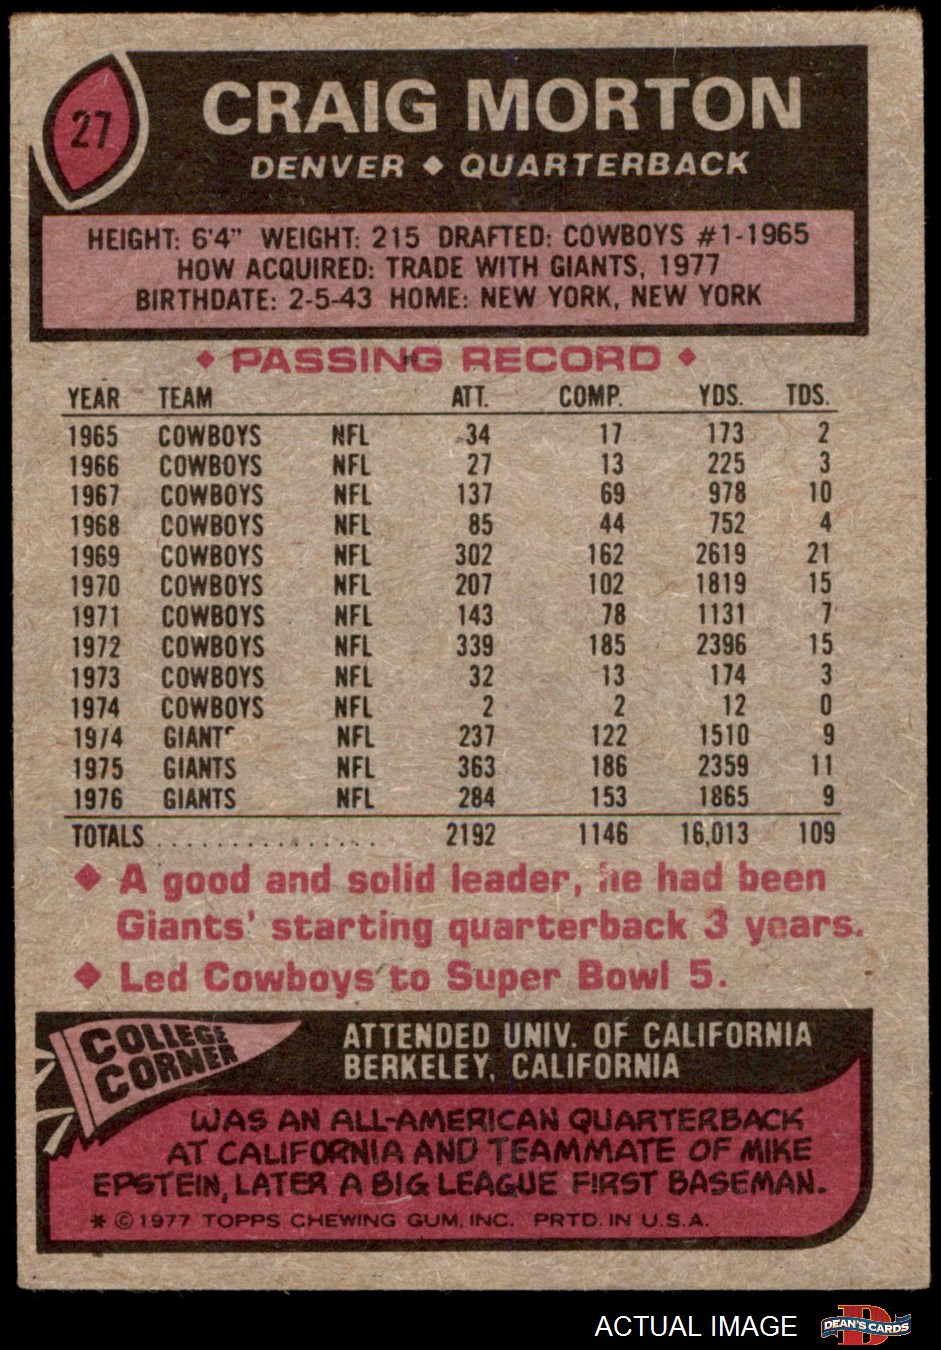 27
CRAIG MORTON
DENVER ♦ QUARTERBACK
HEIGHT: 6'4" WEIGHT: 215 DRAFTED: COWBOYS #1-1965
HOW ACQUIRED: TRADE WITH GIANTS, 1977
BIRTHDATE: 2-5-43 HOME: NEW YORK, NEW YORK
♦ PASSING RECORD ♦
YEAR TEAM ATT. COMP. YDS. TDS.
1965 COWBOYS NFL 34 17 173 2
1966 COWBOYS NFL 27 13 225 3
1967 COWBOYS NFL 137 69 978 10
1968 COWBOYS NFL 85 44 752 4
1969 COWBOYS NFL 302 162 2619 21
1970 COWBOYS NFL 207 102 1819 15
1971 COWBOYS NFL 143 78 1131 7
1972 COWBOYS NFL 339 185 2396 15
1973 COWBOYS NFL 32 13 174 3
1974 COWBOYS NFL 2 2 12 0
1974 GIANTS NFL 237 122 1510 9
1975 GIANTS NFL 363 186 2359 11
1976 GIANTS NFL 284 153 1865 9
TOTALS . . . . . . . . . . . . . . . 2192 1146 16,013 109
♦ A good and solid leader, he had been
Giants' starting quarterback 3 years.
♦ Led Cowboys to Super Bowl 5.
COLLEGE
CORNER
ATTENDED UNIV. OF CALIFORNIA
BERKELEY, CALIFORNIA
WAS AN ALL-AMERICAN QUARTERBACK
AT CALIFORNIA AND TEAMMATE OF MIKE
EPSTEIN, LATER A BIG LEAGUE FIRST BASEMAN.
* © 1977 TOPPS CHEWING GUM, INC. PRTD. IN U.S.A.
ACTUAL IMAGE
D
DEAN'S CARDS